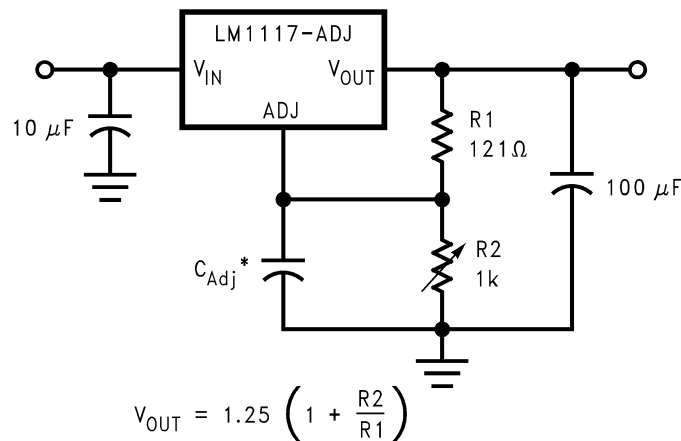 LM1117-ADJ
V_IN
V_OUT
ADJ
10 μF
R1
121Ω
100 μF
C_Adj*
R2
1k
V_OUT = 1.25 (1 + R2/R1)